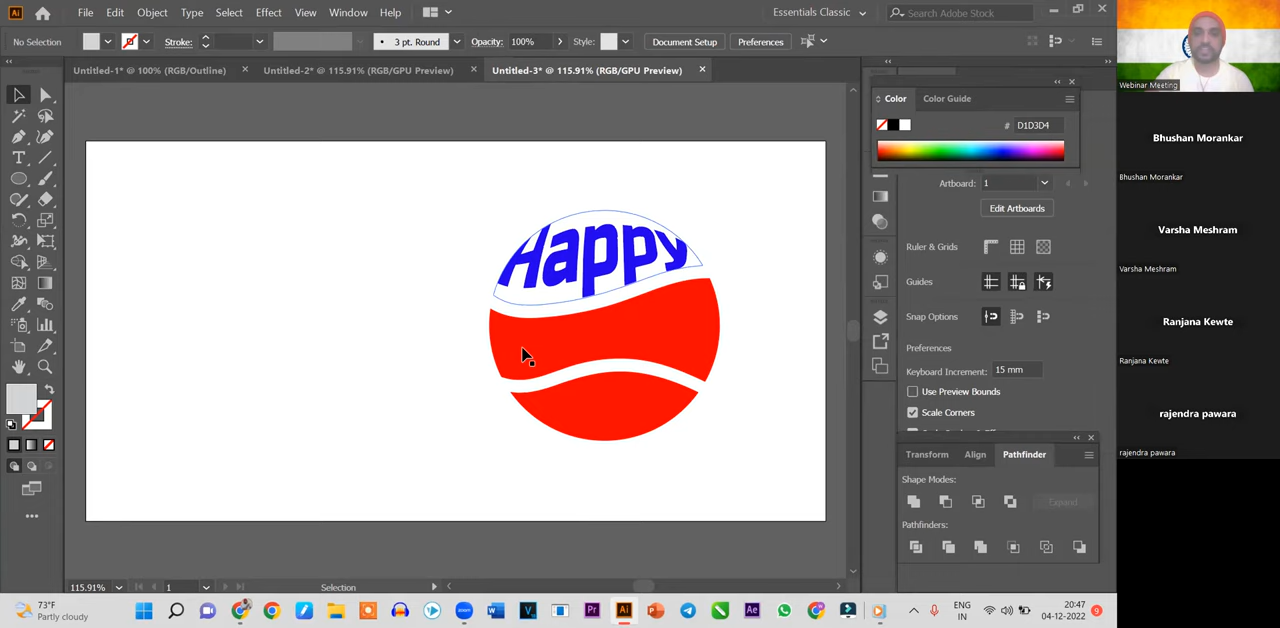 File Edit Object Type Select Effect View Window Help
Essentials Classic
Search Adobe Stock
No Selection
Stroke:
3 pt. Round
Opacity: 100%
Style:
Document Setup
Preferences
Untitled-1* @ 100% (RGB/Outline)
Untitled-2* @ 115.91% (RGB/GPU Preview)
Untitled-3* @ 115.91% (RGB/GPU Preview)
Color
Color Guide
# D1D3D4
Artboard: 1
Edit Artboards
Ruler & Grids
Guides
Snap Options
Preferences
Keyboard Increment: 15 mm
Use Preview Bounds
Scale Corners
Transform
Align
Pathfinder
Shape Modes:
Expand
Pathfinders:
Happy
115.91%
1
Selection
Webinar Meeting
Bhushan Morankar
Bhushan Morankar
Varsha Meshram
Varsha Meshram
Ranjana Kewte
Ranjana Kewte
rajendra pawara
rajendra pawara
73°F
Partly cloudy
ENG
IN
20:47
04-12-2022
9